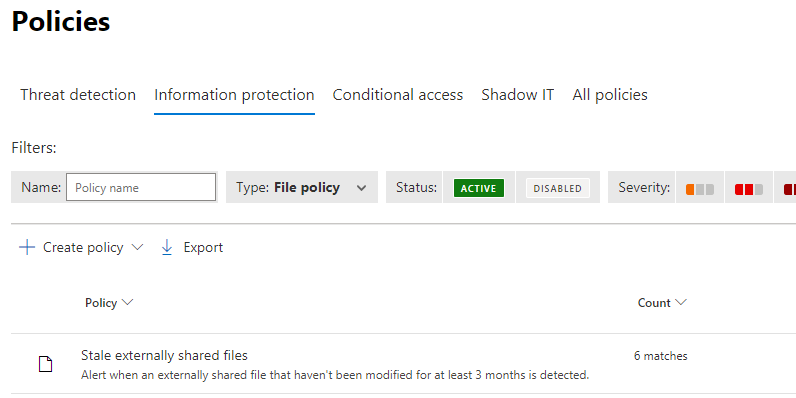 Policies
Threat detection Information protection Conditional access Shadow IT All policies
Filters:
Name: Policy name Type: File policy Status: ACTIVE DISABLED Severity:
Create policy Export
Policy Count
Stale externally shared files 6 matches
Alert when an externally shared file that haven't been modified for at least 3 months is detected.